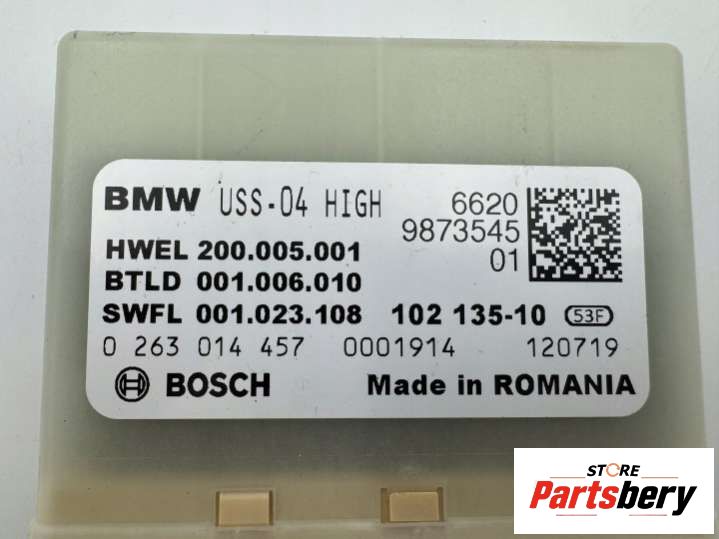 BMW USS-04 HIGH 6620
9873545
HWEL 200.005.001 01
BTLD 001.006.010
SWFL 001.023.108 102 135-10 53F
0 263 014 457 0001914 120719
BOSCH Made in ROMANIA
STORE
Partsbery